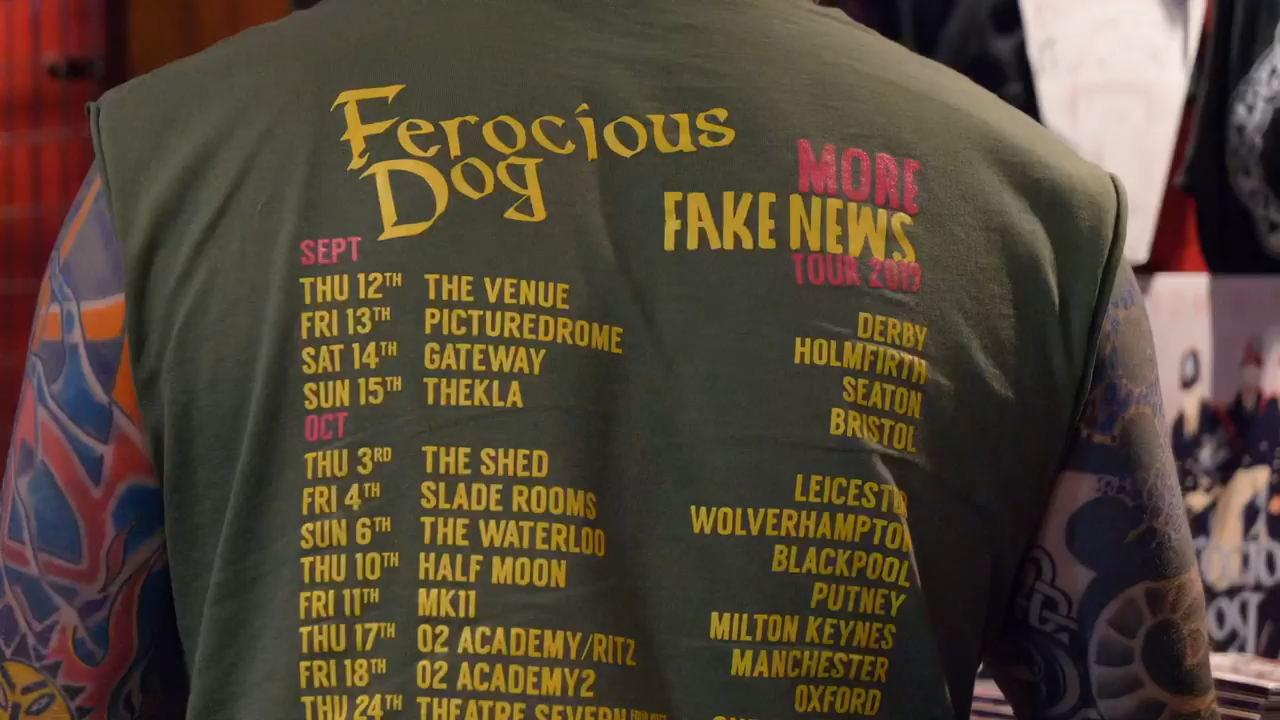 Ferocious
Dog
MORE
FAKE NEWS
TOUR 2019
SEPT
THU 12TH THE VENUE DERBY
FRI 13TH PICTUREDROME HOLMFIRTH
SAT 14TH GATEWAY SEATON
SUN 15TH THEKLA BRISTOL
OCT
THU 3RD THE SHED LEICESTR
FRI 4TH SLADE ROOMS WOLVERHAMPTON
SUN 6TH THE WATERLOO BLACKPOOL
THU 10TH HALF MOON PUTNEY
FRI 11TH MK11 MILTON KEYNES
THU 17TH O2 ACADEMY/RITZ MANCHESTER
FRI 18TH O2 ACADEMY2 OXFORD
THU 24TH THEATRE SEVERN